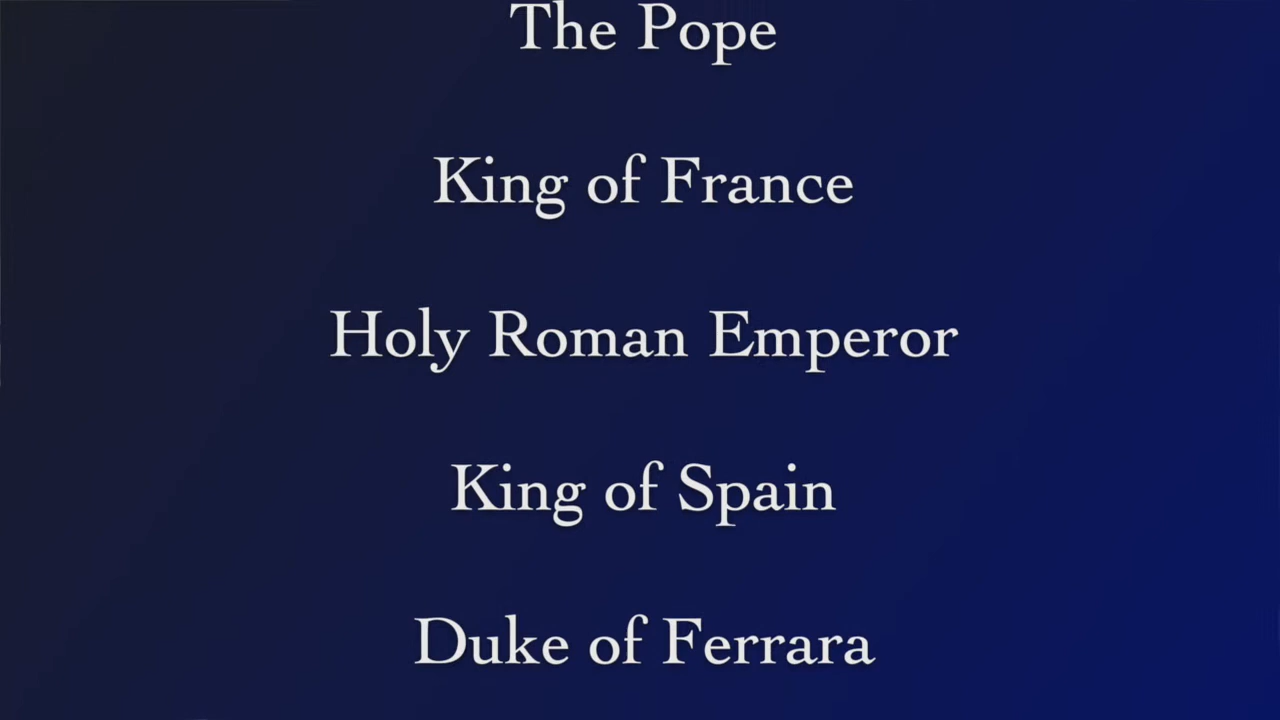 The Pope
King of France
Holy Roman Emperor
King of Spain
Duke of Ferrara